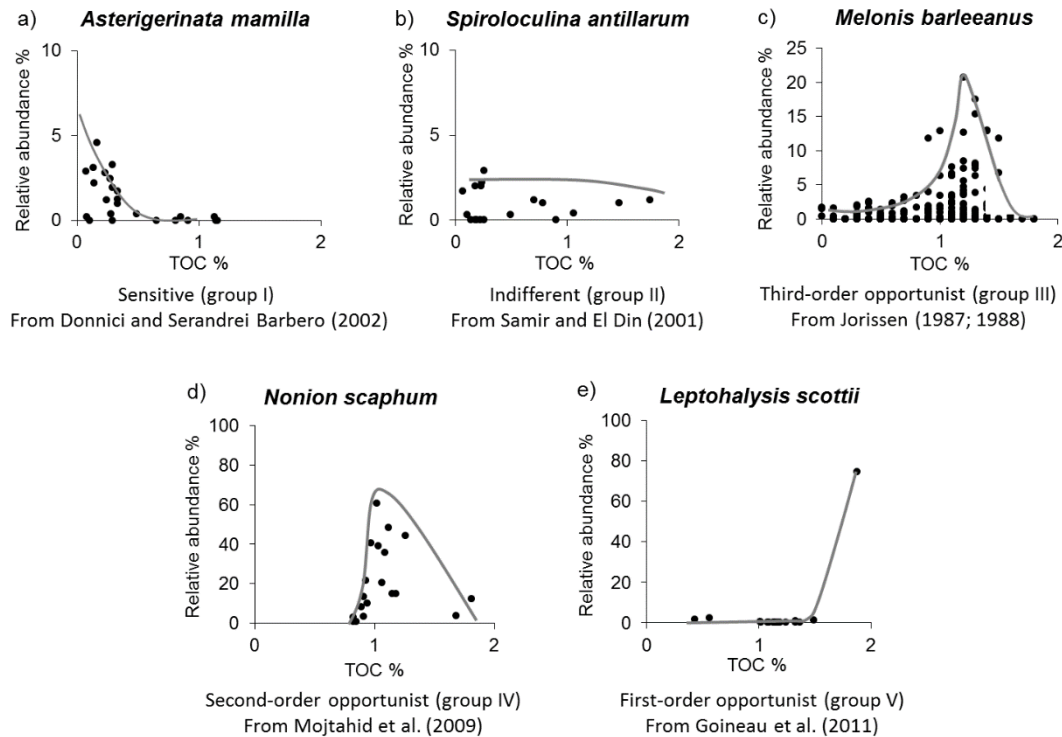 a) Asterigerinata mamilla
Relative abundance %
10
5
0
0 1 2
TOC %
Sensitive (group I)
From Donnici and Serandrei Barbero (2002)
b) Spiroloculina antillarum
Relative abundance %
10
5
0
0 1 2
TOC %
Indifferent (group II)
From Samir and El Din (2001)
c) Melonis barleeanus
Relative abundance %
25
20
15
10
5
0
0 1 2
TOC %
Third-order opportunist (group III)
From Jorissen (1987; 1988)
d) Nonion scaphum
Relative abundance %
100
80
60
40
20
0
0 1 2
TOC %
Second-order opportunist (group IV)
From Mojtahid et al. (2009)
e) Leptohalysis scottii
Relative abundance %
100
80
60
40
20
0
0 1 2
TOC %
First-order opportunist (group V)
From Goineau et al. (2011)